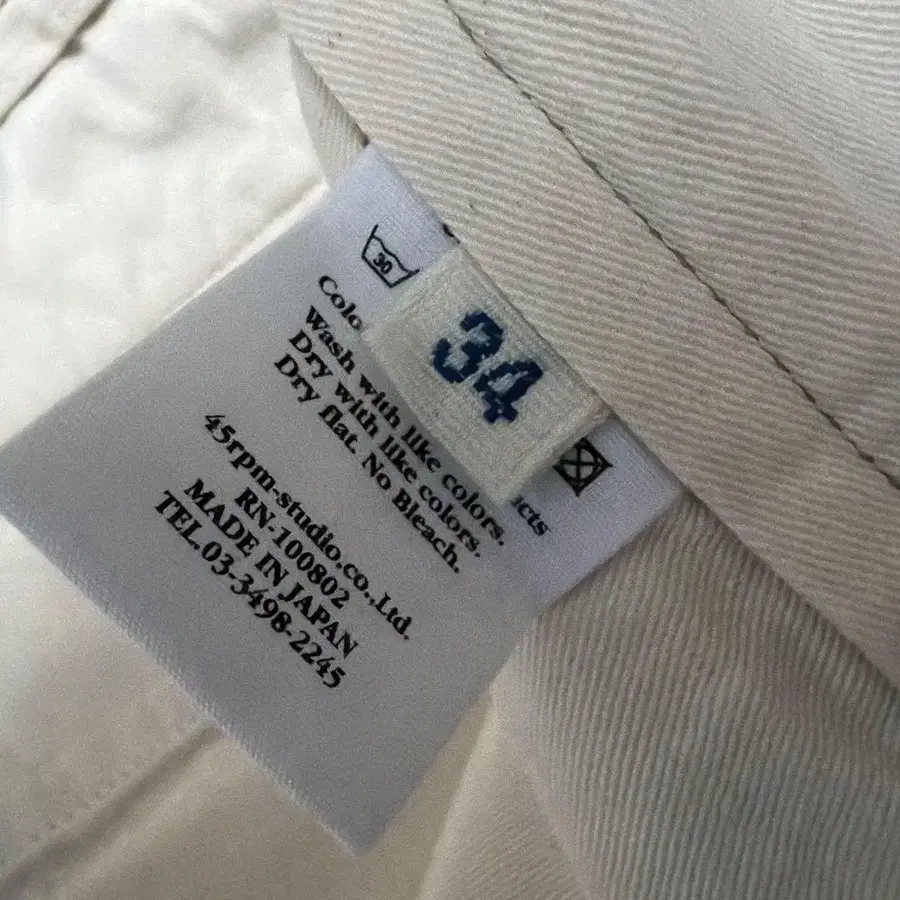 30
34
Colo
icts
Wash with like colors.
Dry with like colors.
Dry flat. No Bleach.
45rpm-studio.co.,Ltd.
RN-100802
MADE IN JAPAN
TEL.03-3498-2245